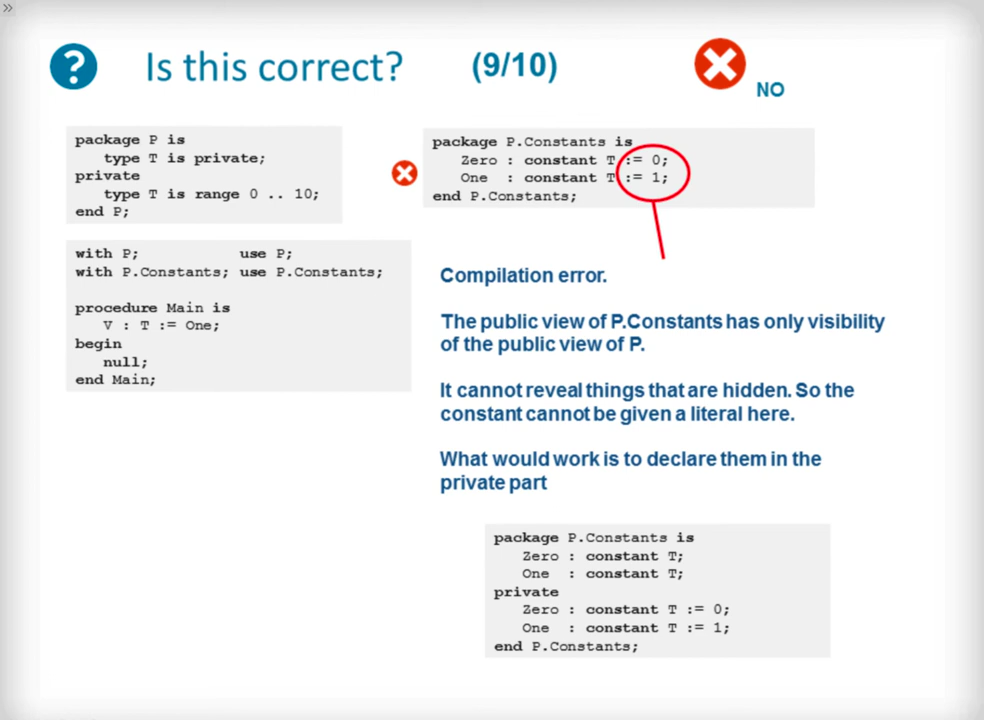 »
? Is this correct? (9/10)
NO
package P is
type T is private;
private
type T is range 0 .. 10;
end P;
package P.Constants is
Zero : constant T := 0;
One : constant T := 1;
end P.Constants;
with P; use P;
with P.Constants; use P.Constants;
procedure Main is
V : T := One;
begin
null;
end Main;
Compilation error.
The public view of P.Constants has only visibility
of the public view of P.
It cannot reveal things that are hidden. So the
constant cannot be given a literal here.
What would work is to declare them in the
private part
package P.Constants is
Zero : constant T;
One : constant T;
private
Zero : constant T := 0;
One : constant T := 1;
end P.Constants;